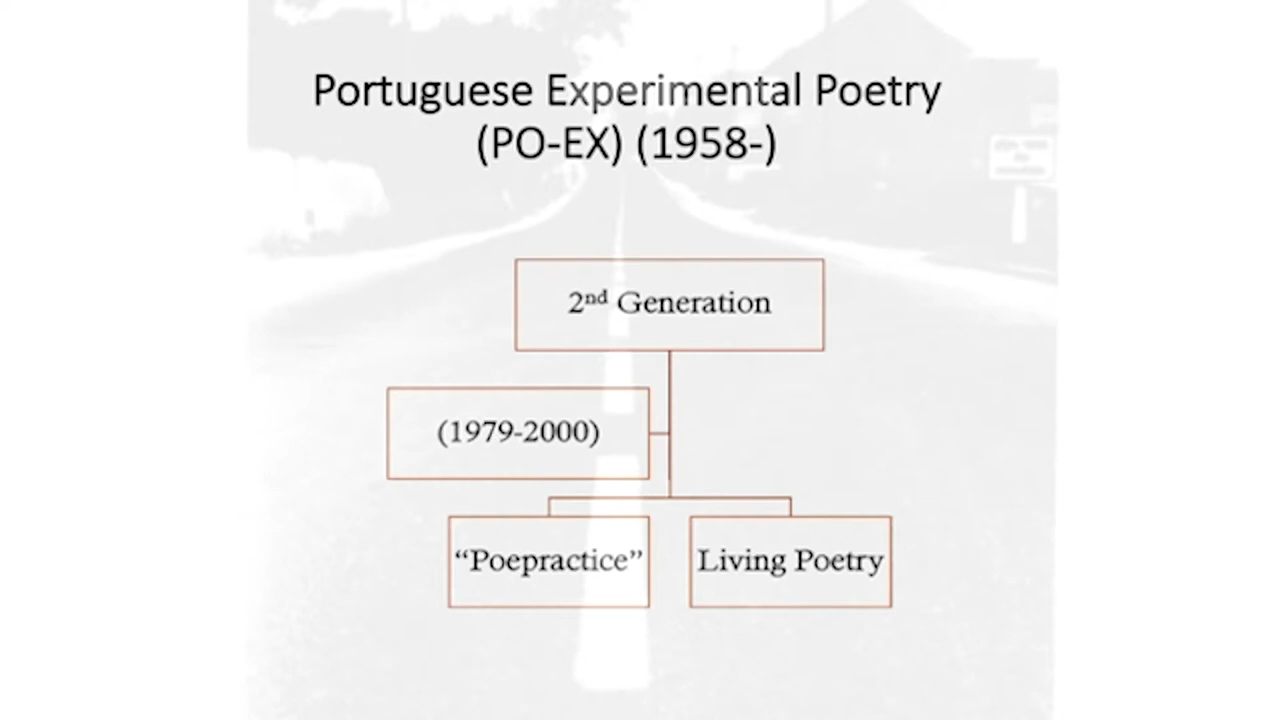 Portuguese Experimental Poetry
(PO-EX) (1958-)
2nd Generation
(1979-2000)
“Poepractice”
Living Poetry